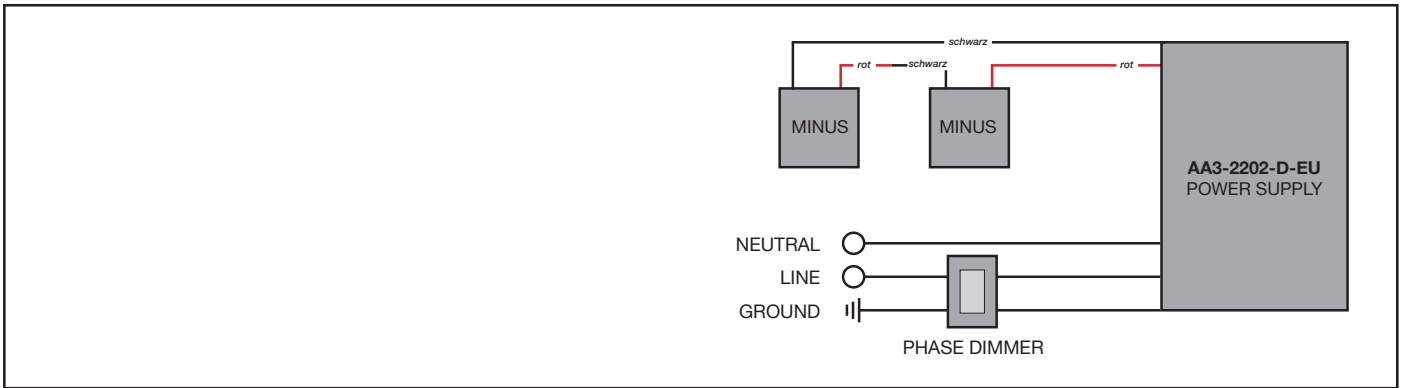 schwarz
rot schwarz rot
MINUS MINUS
AA3-2202-D-EU
POWER SUPPLY
NEUTRAL
LINE
GROUND
PHASE DIMMER